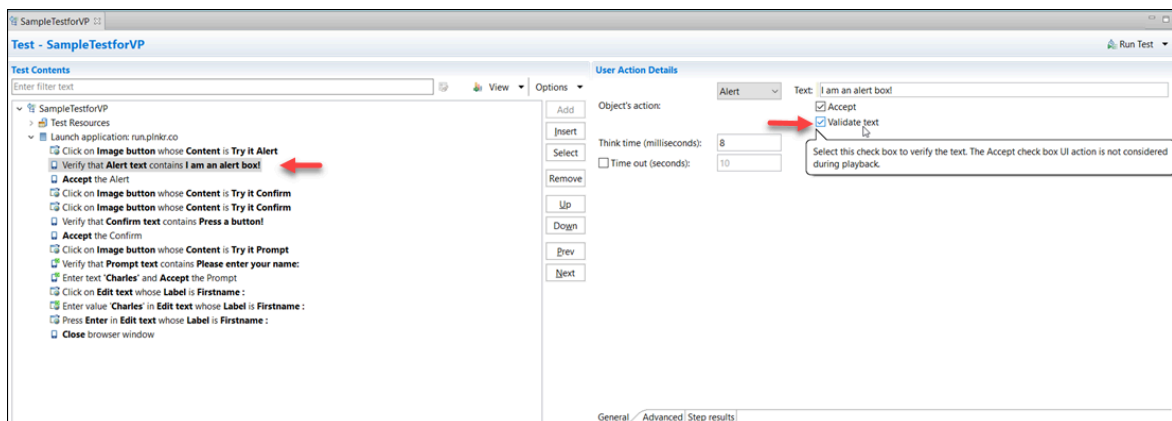 SampleTestforVP
Test - SampleTestforVP
Run Test
Test Contents
Enter filter text
View
Options
SampleTestforVP
Test Resources
Launch application: run.plnkr.co
Click on Image button whose Content is Try it Alert
Verify that Alert text contains I am an alert box!
Accept the Alert
Click on Image button whose Content is Try it Confirm
Click on Image button whose Content is Try it Confirm
Verify that Confirm text contains Press a button!
Accept the Confirm
Click on Image button whose Content is Try it Prompt
Verify that Prompt text contains Please enter your name:
Enter text 'Charles' and Accept the Prompt
Click on Edit text whose Label is Firstname :
Enter value 'Charles' in Edit text whose Label is Firstname :
Press Enter in Edit text whose Label is Firstname :
Close browser window
Add
Insert
Select
Remove
Up
Down
Prev
Next
User Action Details
Alert
Text: I am an alert box!
Object's action:
Accept
Validate text
Think time (milliseconds): 8
Time out (seconds): 10
Select this check box to verify the text. The Accept check box UI action is not considered
during playback.
General
Advanced
Step results